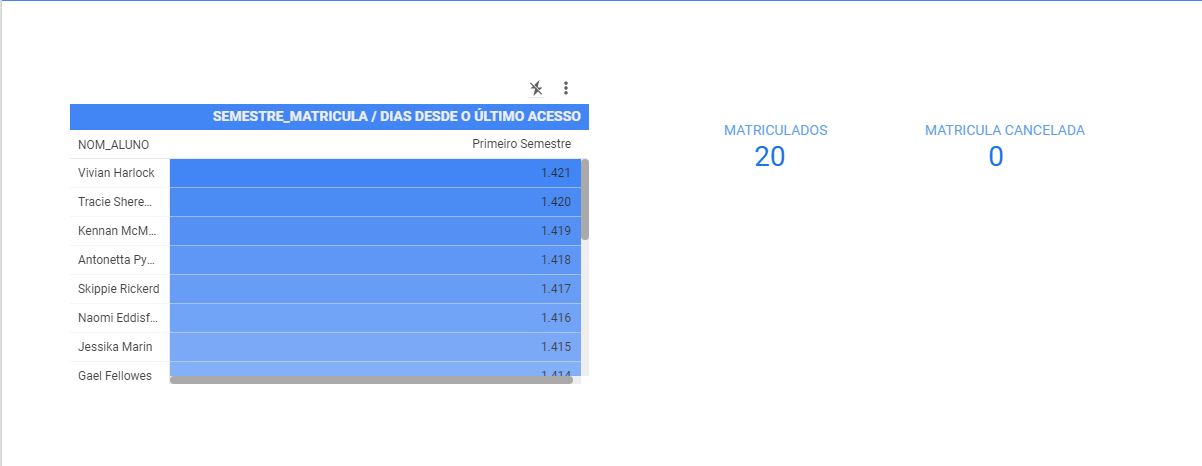 SEMESTRE_MATRICULA / DIAS DESDE O ÚLTIMO ACESSO
NOM_ALUNO Primeiro Semestre
Vivian Harlock 1.421
Tracie Shere... 1.420
Kennan McM... 1.419
Antonetta Py... 1.418
Skippie Rickerd 1.417
Naomi Eddisf... 1.416
Jessika Marin 1.415
Gael Fellowes 1.414
MATRICULADOS
20
MATRICULA CANCELADA
0